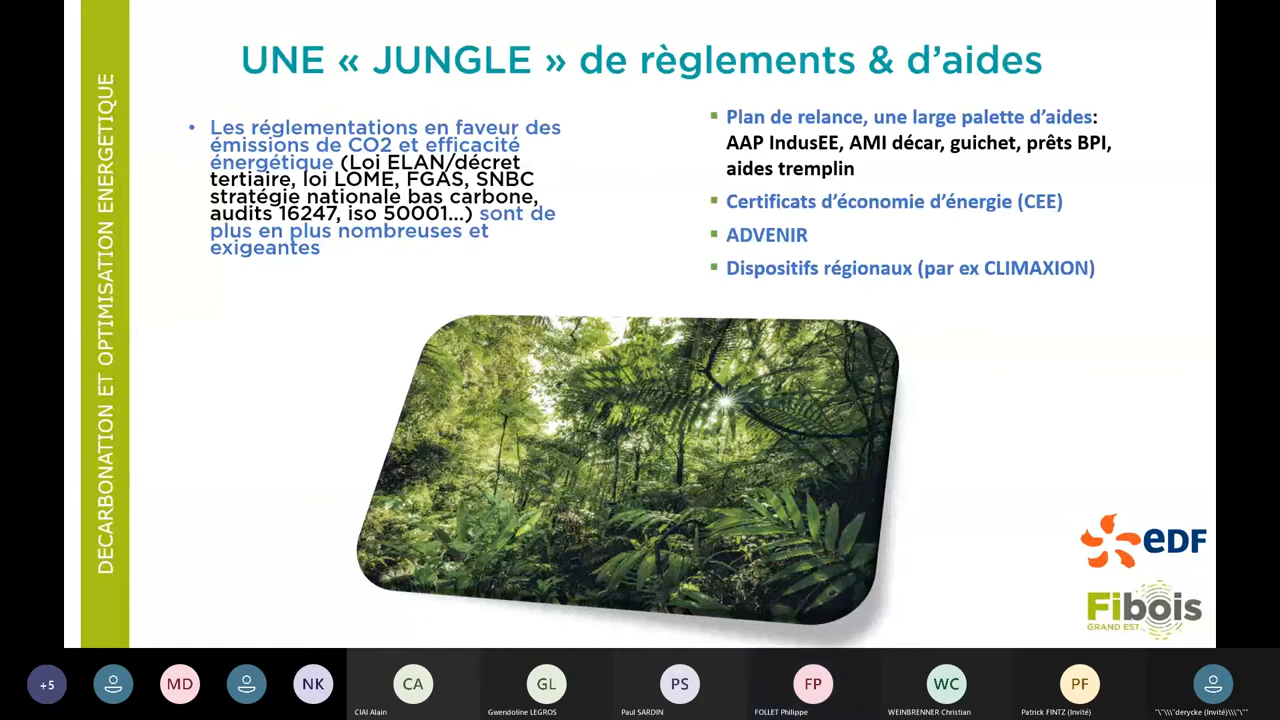 UNE « JUNGLE » de règlements & d’aides
DECARBONATION ET OPTIMISATION ENERGETIQUE
• Les réglementations en faveur des
émissions de CO2 et efficacité
énergétique (Loi ELAN/décret
tertiaire, loi LOME, FGAS, SNBC
stratégie nationale bas carbone,
audits 16247, iso 50001...) sont de
plus en plus nombreuses et
exigeantes
▪ Plan de relance, une large palette d’aides:
AAP IndusEE, AMI décar, guichet, prêts BPI,
aides tremplin
▪ Certificats d’économie d’énergie (CEE)
▪ ADVENIR
▪ Dispositifs régionaux (par ex CLIMAXION)
eDF
Fibois
GRAND EST
+5
MD
NK
CA
GL
PS
FP
WC
PF
CIAI Alain
Gwendoline LEGROS
Paul SARDIN
FOLLET Philippe
WEINBRENNER Christian
Patrick FINTZ (Invité)
"\"\\\"derycke (Invité)\\\"\""